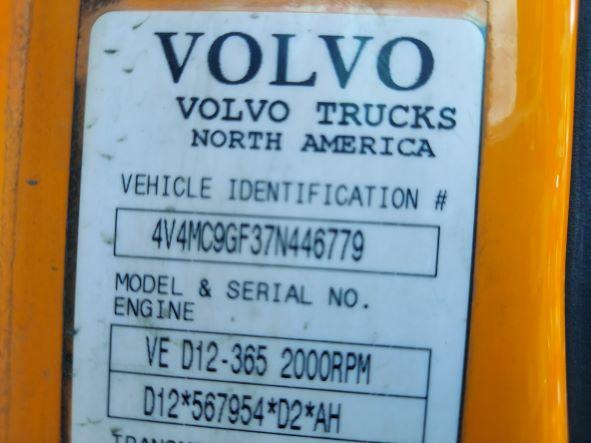 VOLVO
VOLVO TRUCKS
NORTH AMERICA
VEHICLE IDENTIFICATION #
4V4MC9GF37N446779
MODEL & SERIAL NO.
ENGINE
VE D12-365 2000RPM
D12*567954*D2*AH